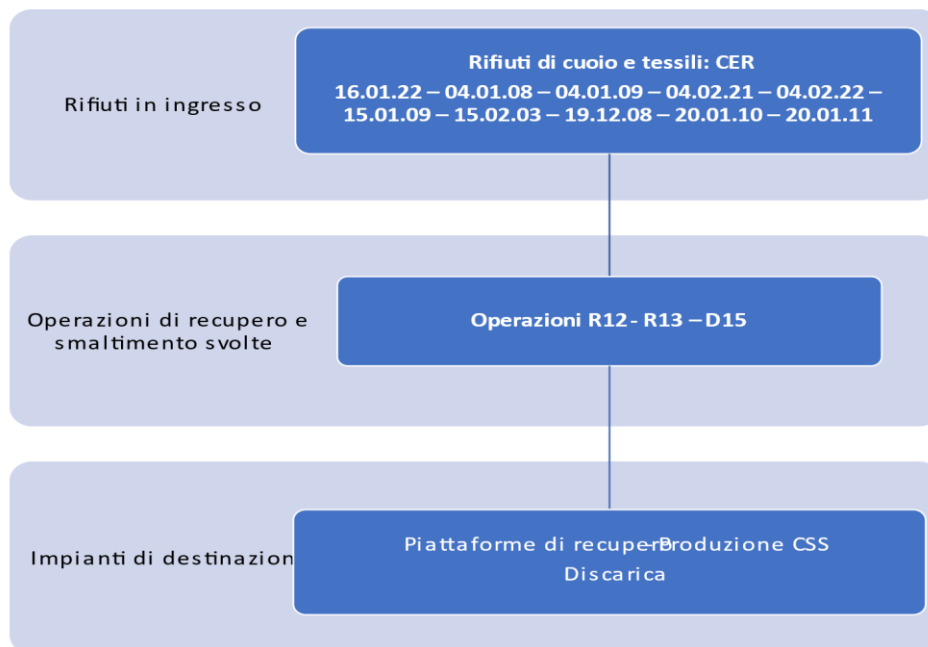 Rifiuti in ingresso
Rifiuti di cuoio e tessili: CER
16.01.22 – 04.01.08 – 04.01.09 – 04.02.21 – 04.02.22 –
15.01.09 – 15.02.03 – 19.12.08 – 20.01.10 – 20.01.11
Operazioni di recupero e
smaltimento svolte
Operazioni R12 - R13 – D15
Impianti di destinazion
Piattaforme di recupero – Produzione CSS
Discarica